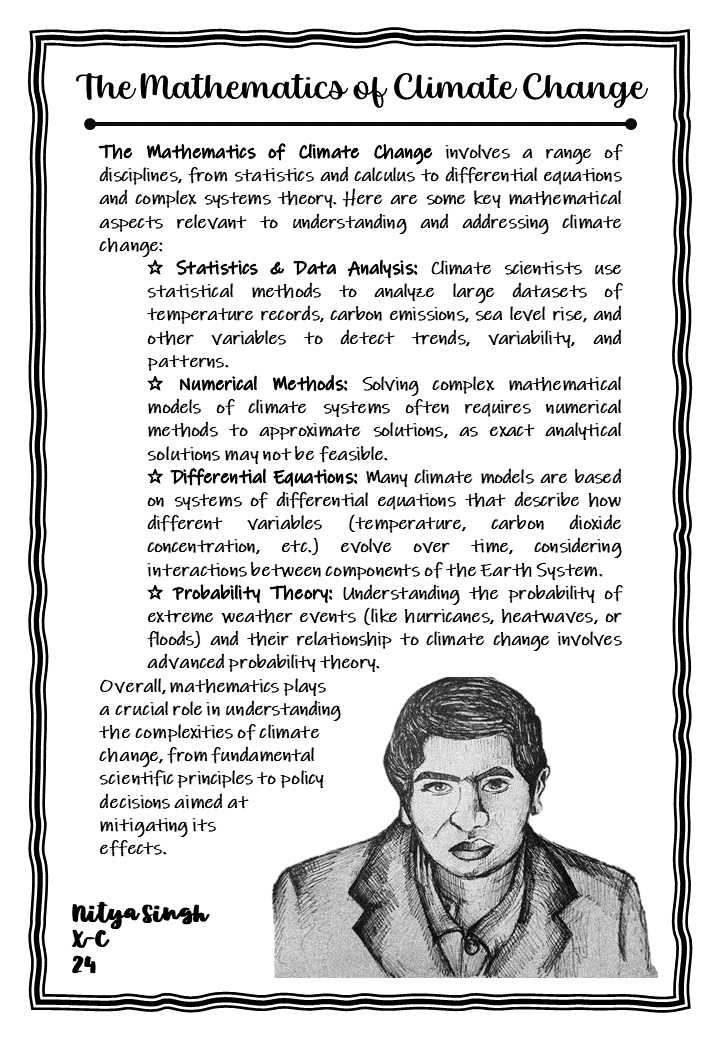 The Mathematics of Climate Change
The Mathematics of Climate Change involves a range of
disciplines, from statistics and calculus to differential equations
and complex systems theory. Here are some key mathematical
aspects relevant to understanding and addressing climate
change:
☆ Statistics & Data Analysis: Climate scientists use
statistical methods to analyze large datasets of
temperature records, carbon emissions, sea level rise, and
other variables to detect trends, variability, and
patterns.
☆ Numerical Methods: Solving complex mathematical
models of climate systems often requires numerical
methods to approximate solutions, as exact analytical
solutions may not be feasible.
☆ Differential Equations: Many climate models are based
on systems of differential equations that describe how
different variables (temperature, carbon dioxide
concentration, etc.) evolve over time, considering
interactions between components of the Earth System.
☆ Probability Theory: Understanding the probability of
extreme weather events (like hurricanes, heatwaves, or
floods) and their relationship to climate change involves
advanced probability theory.
Overall, mathematics plays
a crucial role in understanding
the complexities of climate
change, from fundamental
scientific principles to policy
decisions aimed at
mitigating its
effects.
Nitya Singh
X-C
24